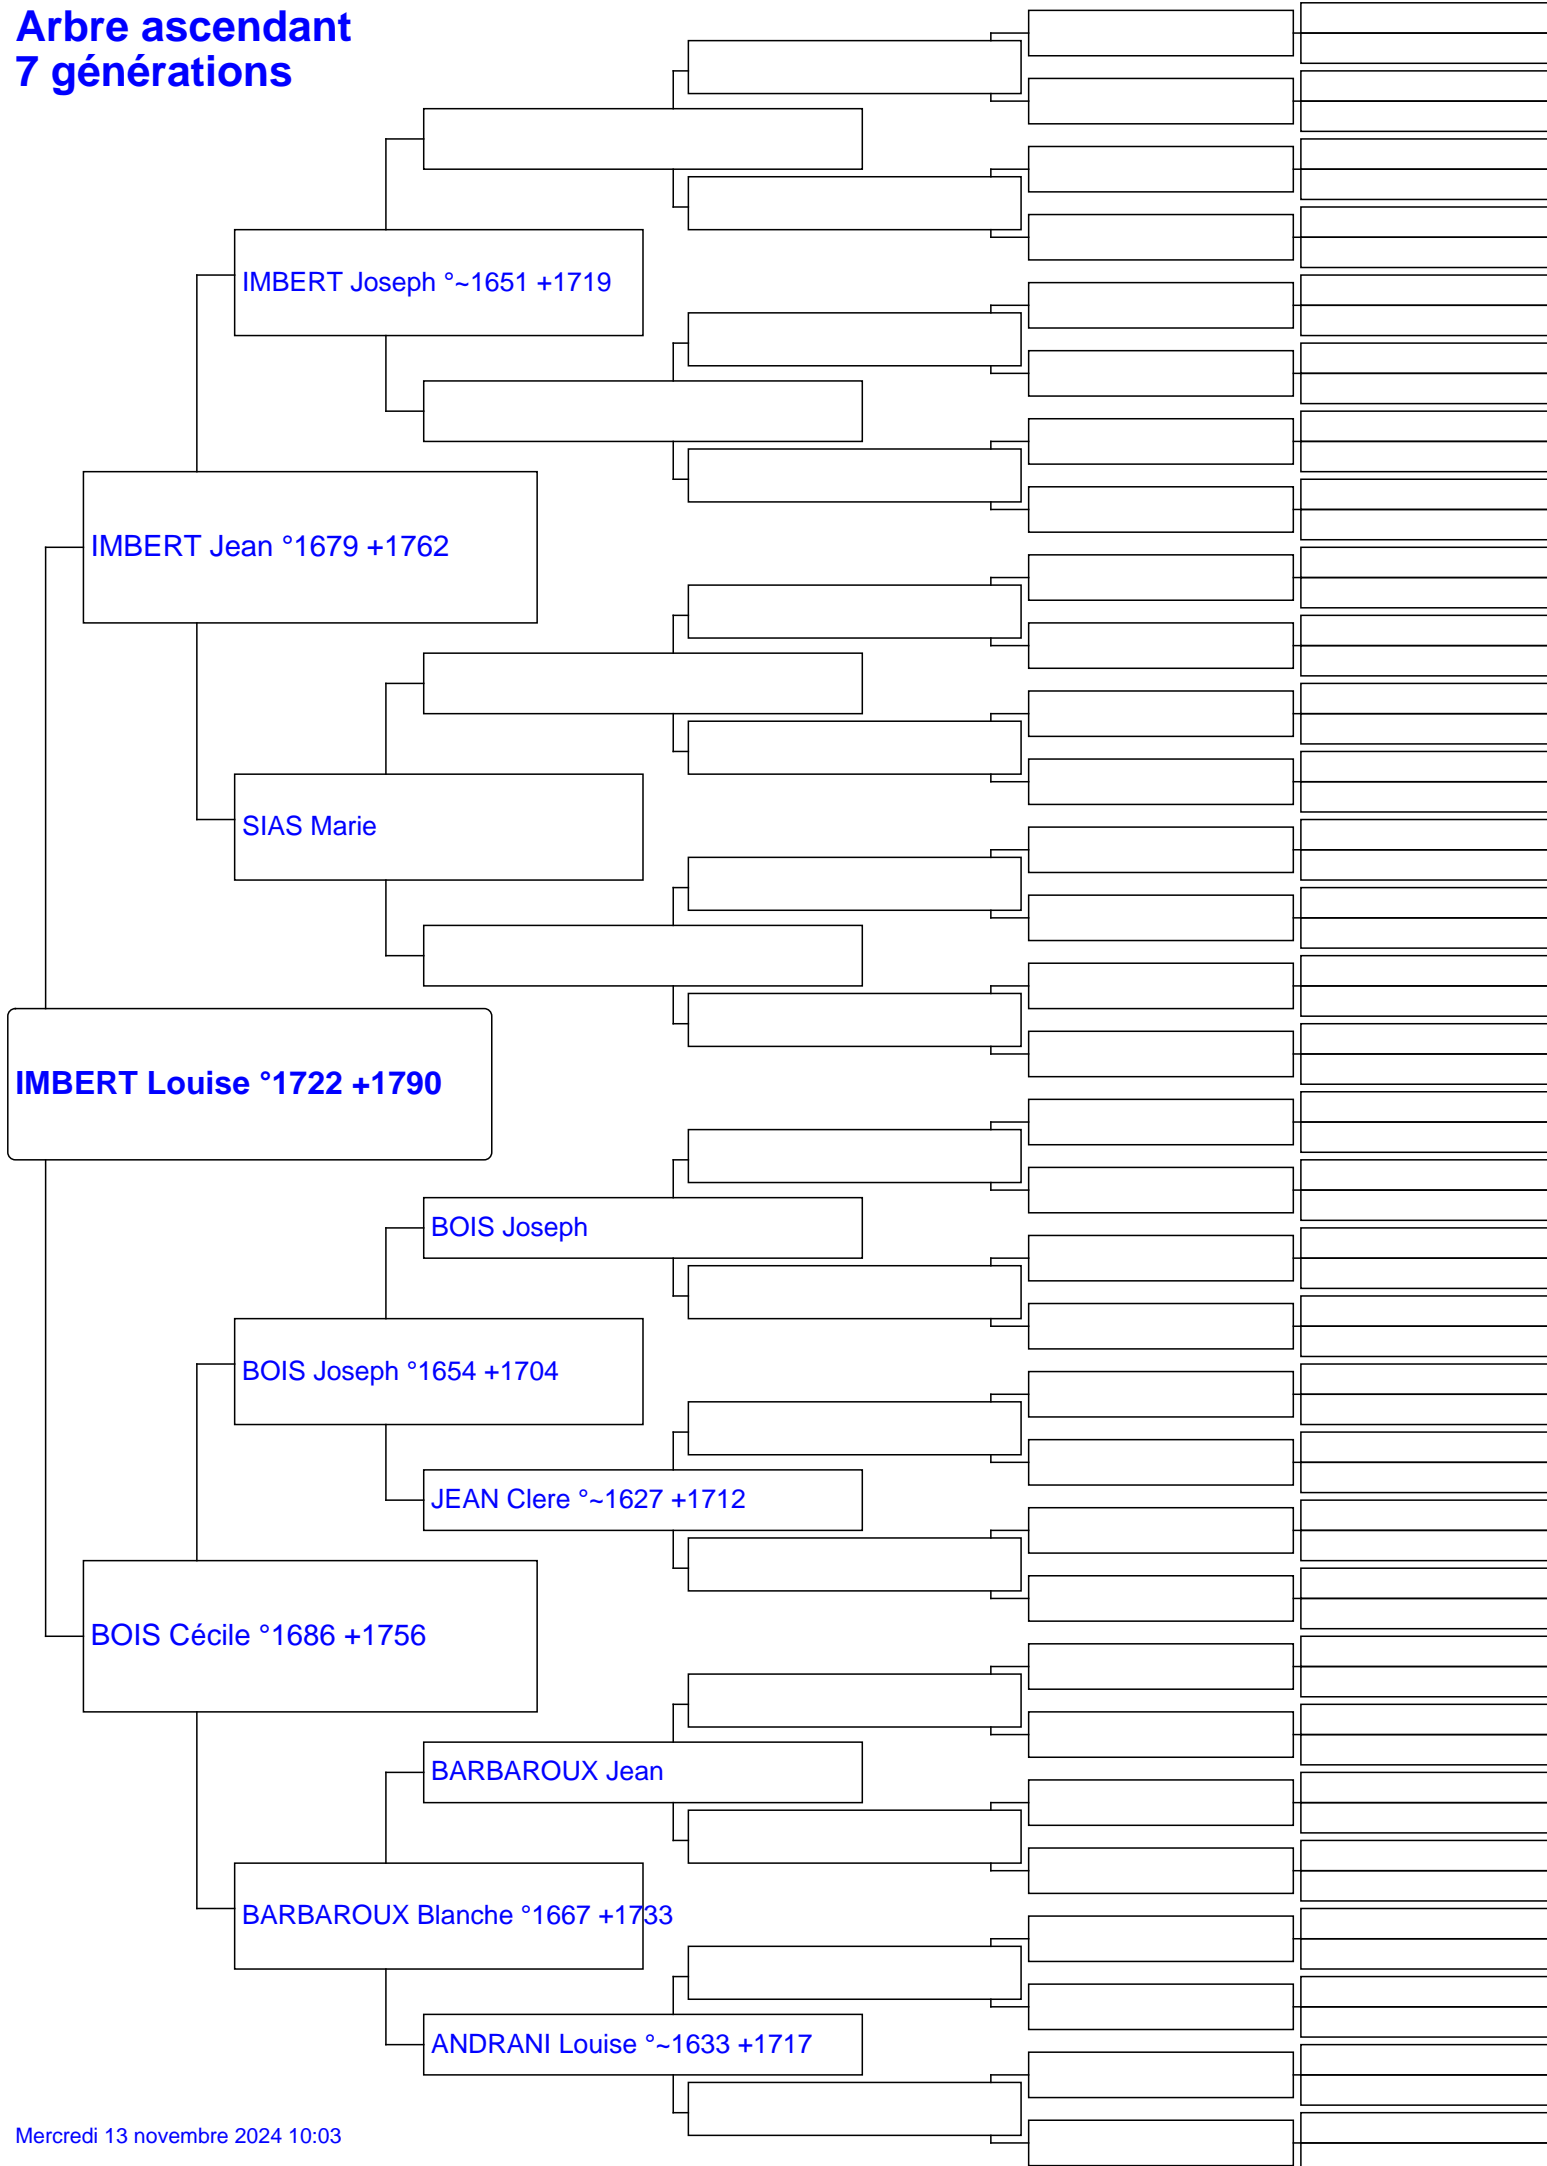 Arbre ascendant
7 générations
IMBERT Joseph °~1651 +1719
IMBERT Jean °1679 +1762
SIAS Marie
IMBERT Louise °1722 +1790
BOIS Joseph
BOIS Joseph °1654 +1704
JEAN Clere °~1627 +1712
BOIS Cécile °1686 +1756
BARBAROUX Jean
BARBAROUX Blanche °1667 +1733
ANDRANI Louise °~1633 +1717
Mercredi 13 novembre 2024 10:03